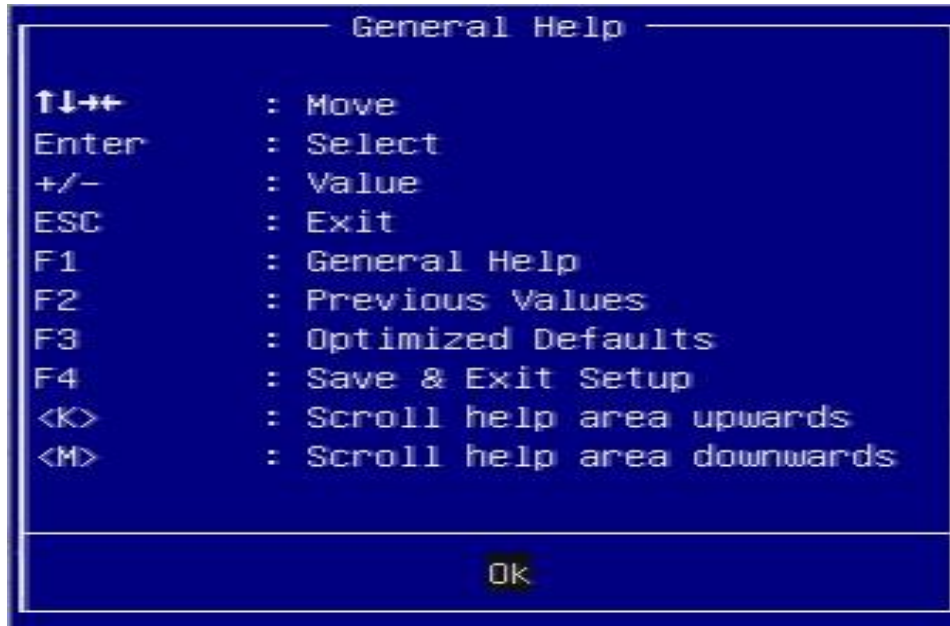 General Help
↑↓→← : Move
Enter : Select
+/- : Value
ESC : Exit
F1 : General Help
F2 : Previous Values
F3 : Optimized Defaults
F4 : Save & Exit Setup
<K> : Scroll help area upwards
<M> : Scroll help area downwards
Ok